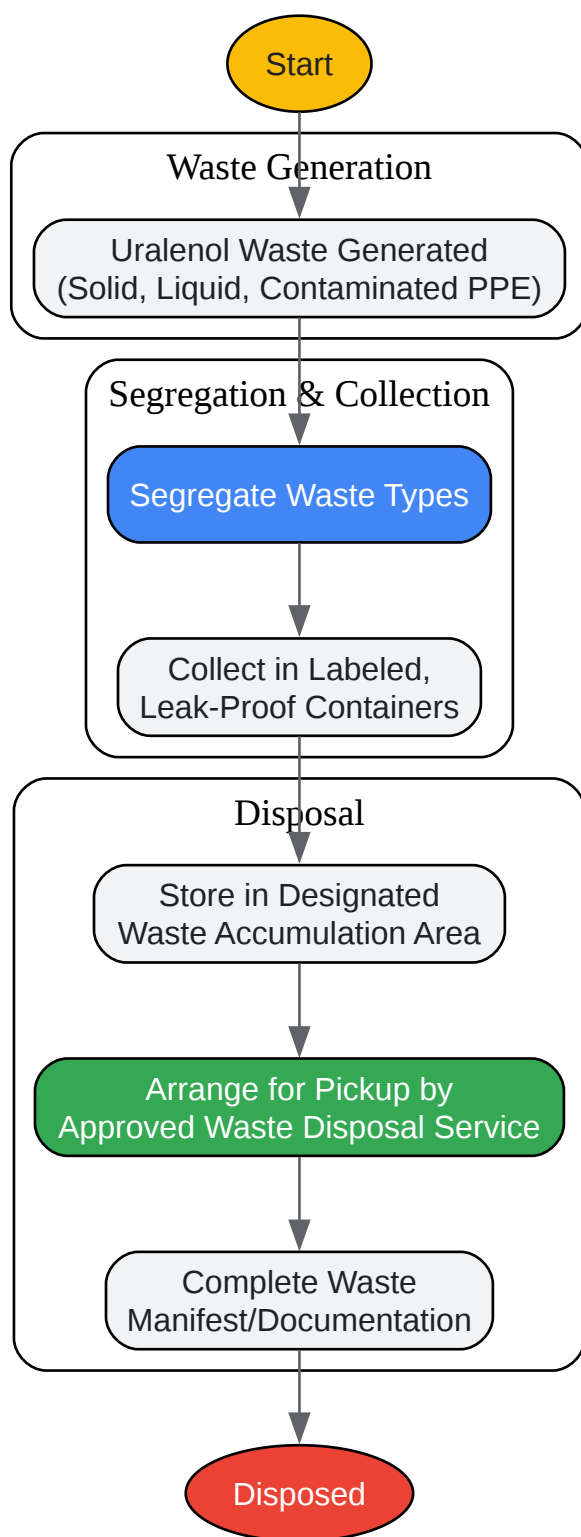 Start
Waste Generation
Uralenol Waste Generated
(Solid, Liquid, Contaminated PPE)
Segregation & Collection
Segregate Waste Types
Collect in Labeled,
Leak-Proof Containers
Disposal
Store in Designated
Waste Accumulation Area
Arrange for Pickup by
Approved Waste Disposal Service
Complete Waste
Manifest/Documentation
Disposed